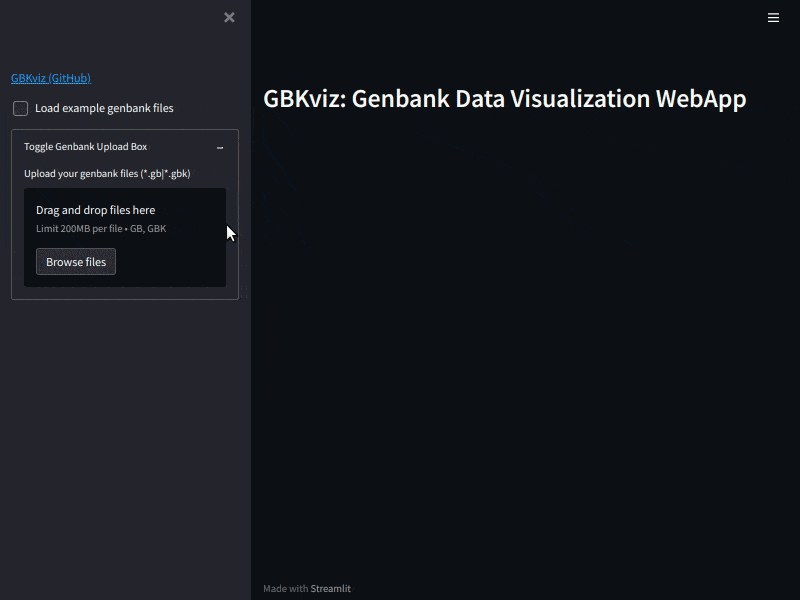 GBKviz (GitHub)
Load example genbank files
Toggle Genbank Upload Box
Upload your genbank files (*.gb|*.gbk)
Drag and drop files here
Limit 200MB per file • GB, GBK
Browse files
GBKviz: Genbank Data Visualization WebApp
Made with Streamlit